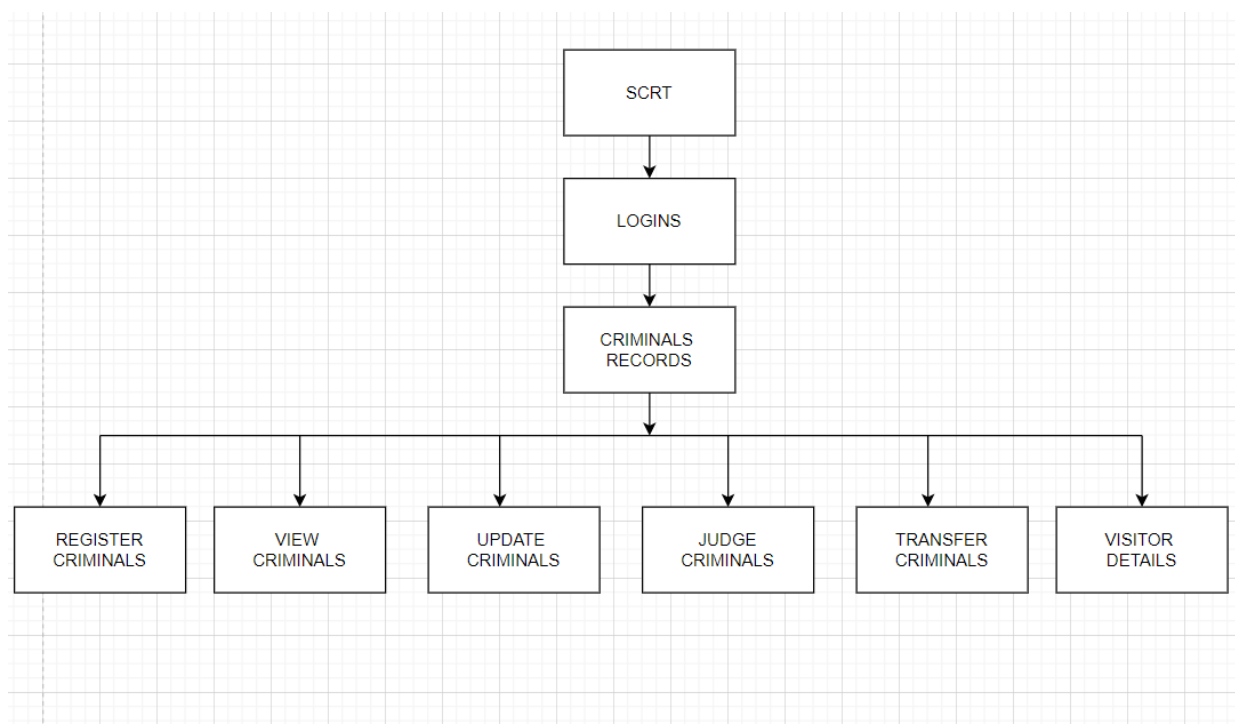 SCRT
LOGINS
CRIMINALS
RECORDS
REGISTER
CRIMINALS
VIEW
CRIMINALS
UPDATE
CRIMINALS
JUDGE
CRIMINALS
TRANSFER
CRIMINALS
VISITOR
DETAILS